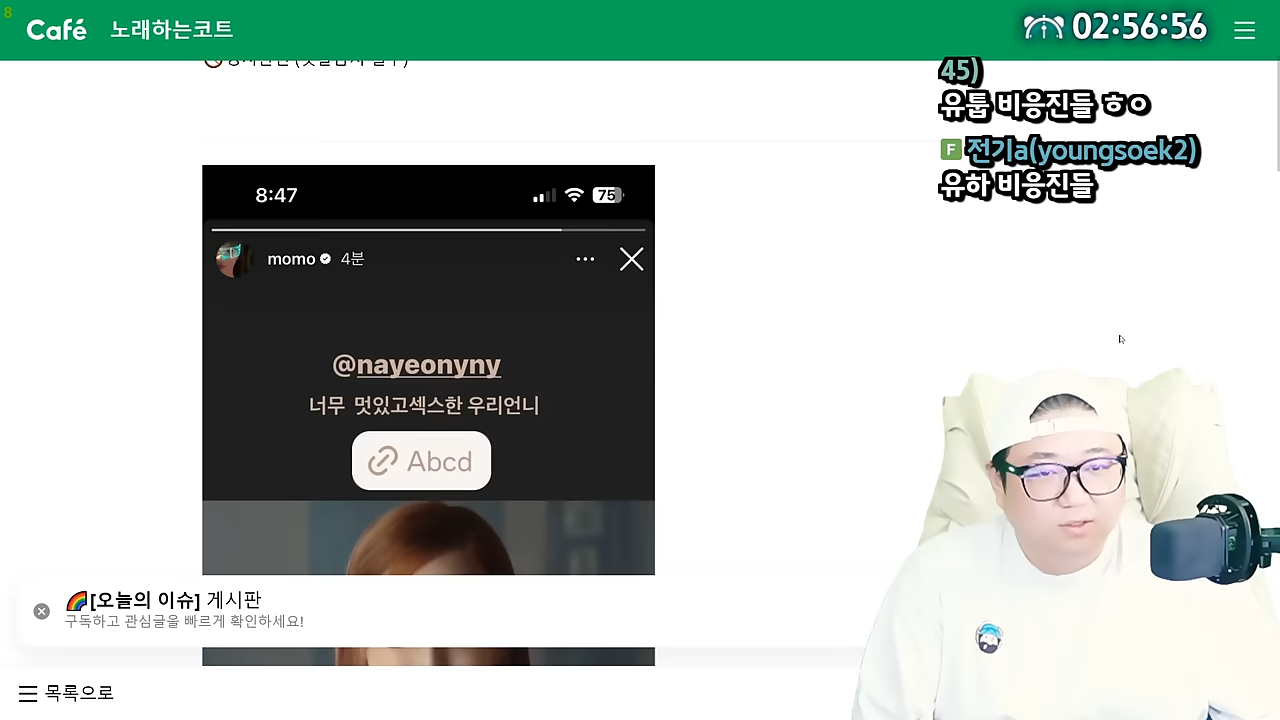 8
Café 노래하는코트
02:56:56
45)
유튭 비응진들 ㅎㅇ
F 전기a(youngsoek2)
유하 비응진들
8:47
75
momo 4분
@nayeonyny
너무 멋있고섹스한 우리언니
Abcd
🌈[오늘의 이슈] 게시판
구독하고 관심글을 빠르게 확인하세요!
목록으로